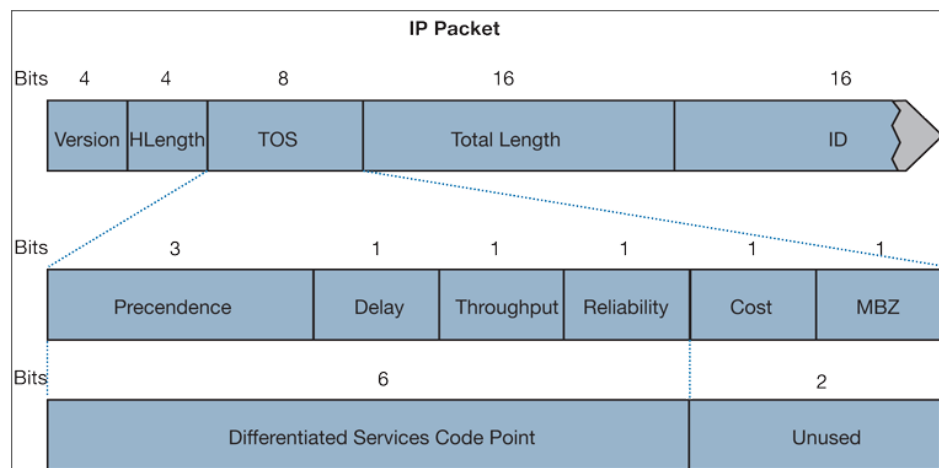 IP Packet
Bits 4 4 8 16 16
Version HLength TOS Total Length ID
Bits 3 1 1 1 1 1
Precendence Delay Throughput Reliability Cost MBZ
Bits 6 2
Differentiated Services Code Point Unused